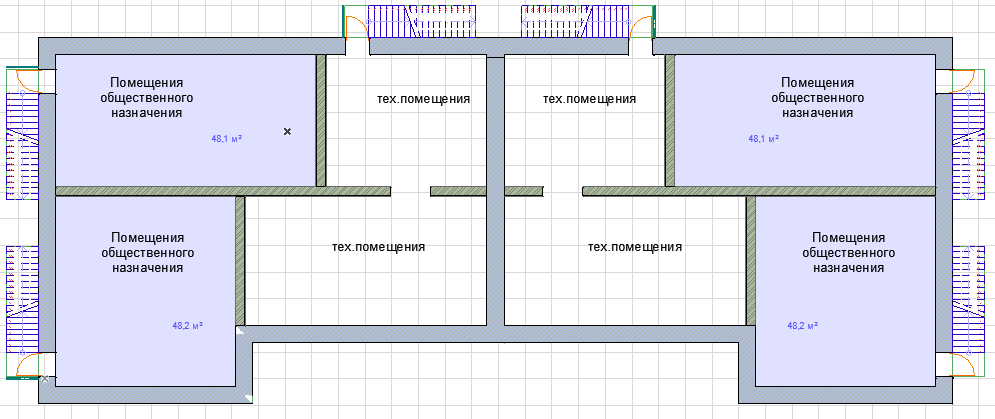 Помещения
общественного
назначения
48,1 м²
тех.помещения
тех.помещения
Помещения
общественного
назначения
48,1 м²
Помещения
общественного
назначения
48,2 м²
тех.помещения
тех.помещения
Помещения
общественного
назначения
48,2 м²